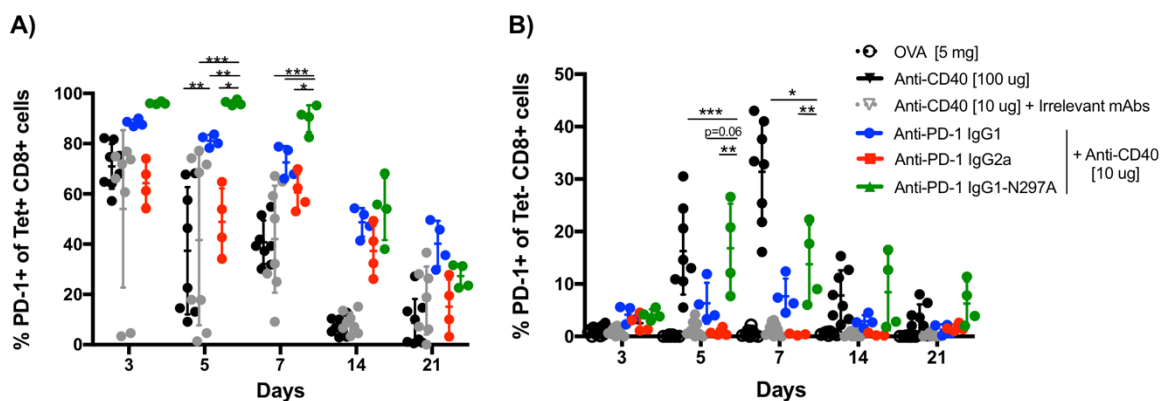 A)
% PD-1+ of Tet+ CD8+ cells
100
80
60
40
20
0
***
**
**
*
***
*
3
5
7
14
21
Days
B)
% PD-1+ of Tet- CD8+ cells
50
40
30
20
10
0
***
p=0.06
**
*
**
3
5
7
14
21
Days
OVA [5 mg]
Anti-CD40 [100 ug]
Anti-CD40 [10 ug] + Irrelevant mAbs
Anti-PD-1 IgG1
Anti-PD-1 IgG2a
Anti-PD-1 IgG1-N297A
+ Anti-CD40
[10 ug]